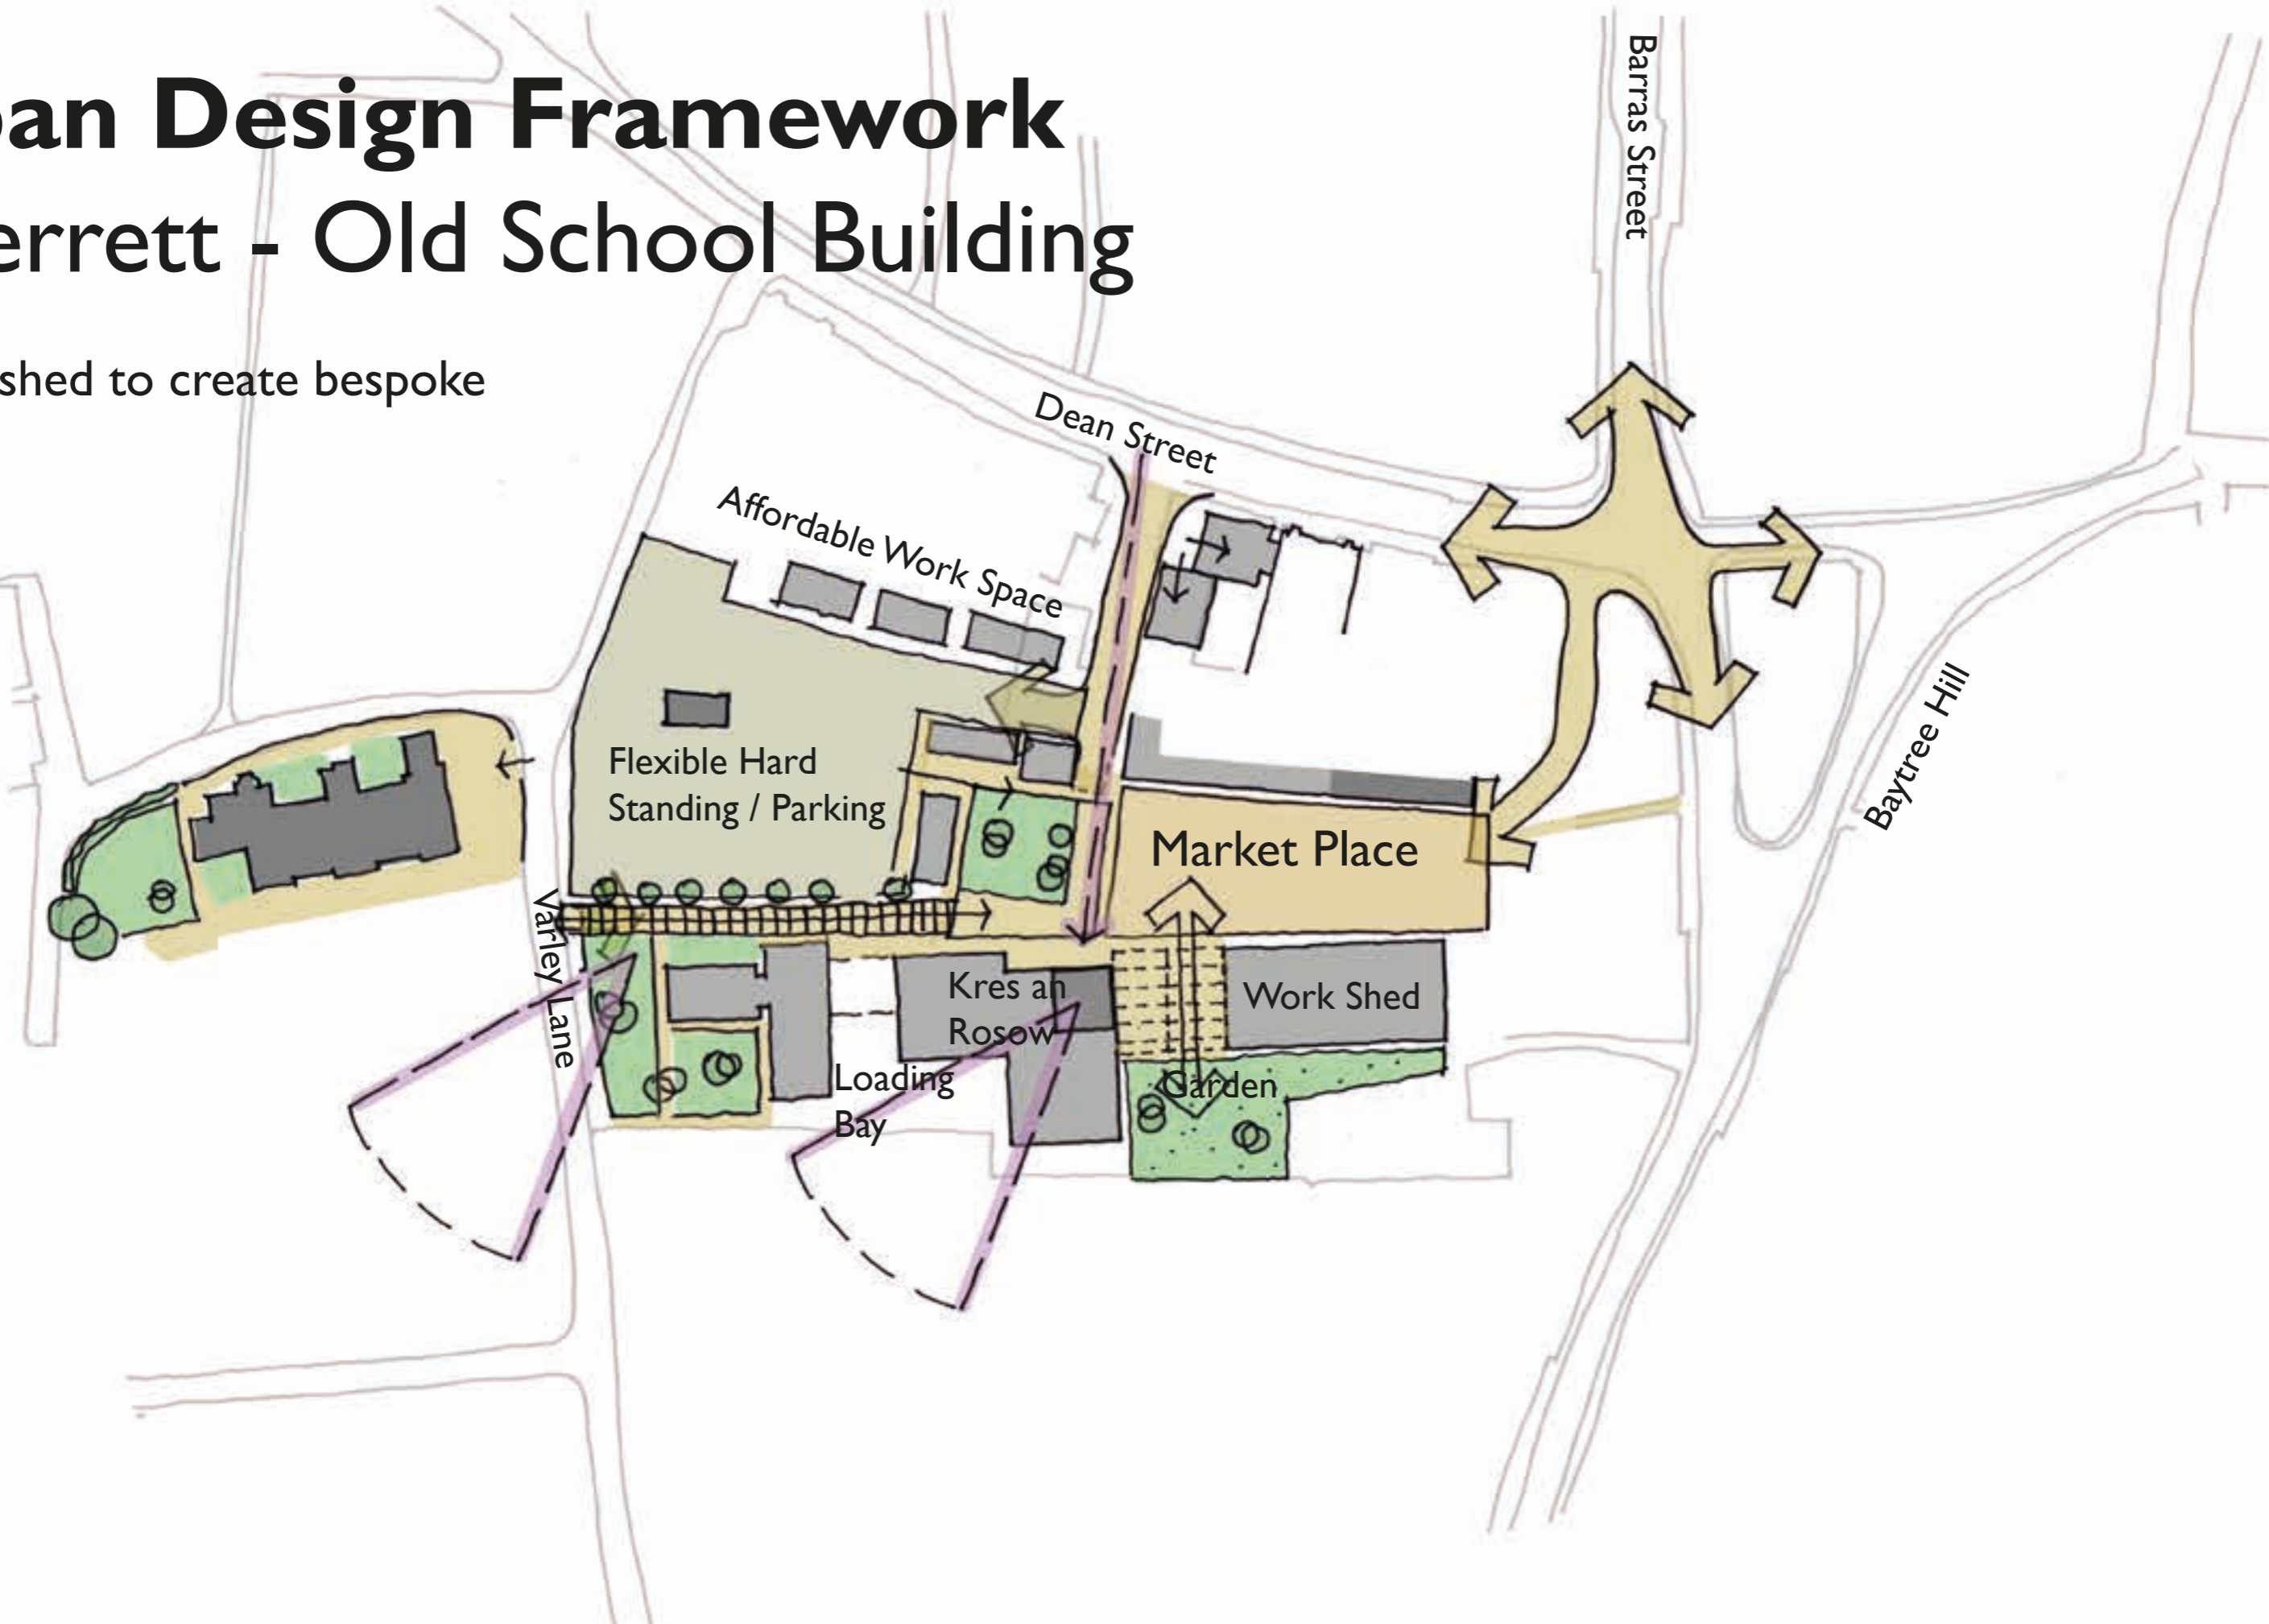 ban Design Framework
errett - Old School Building
shed to create bespoke
Barras Street
Dean Street
Affordable Work Space
Baytree Hill
Flexible Hard
Standing / Parking
Market Place
Varley Lane
Kres an
Rosow
Work Shed
Loading
Bay
Garden